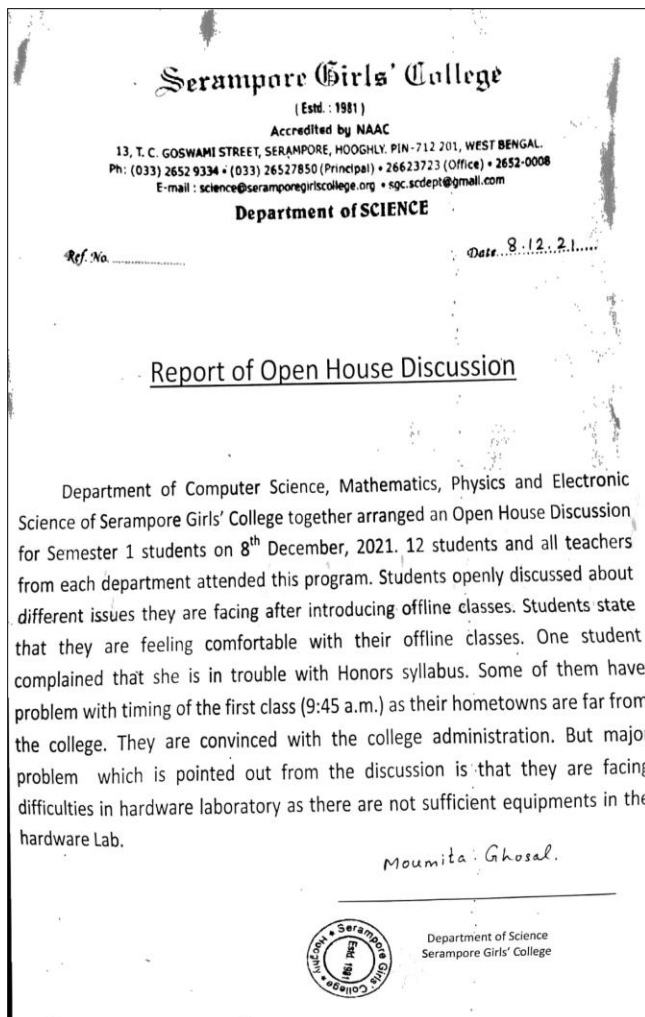 Serampore Girls' College
(Estd. : 1981)
Accredited by NAAC
13, T. C. GOSWAMI STREET, SERAMPORE, HOOGHLY. PIN-712 201, WEST BENGAL.
Ph: (033) 2652 9334 • (033) 26527850 (Principal) • 26623723 (Office) • 2652-0008
E-mail : science@seramporegirlscollege.org • sgc.scdept@gmail.com
Department of SCIENCE
Ref. No. .................... Date 8.12.21.....
Report of Open House Discussion
Department of Computer Science, Mathematics, Physics and Electronic
Science of Serampore Girls' College together arranged an Open House Discussion
for Semester 1 students on 8th December, 2021. 12 students and all teachers
from each department attended this program. Students openly discussed about
different issues they are facing after introducing offline classes. Students state
that they are feeling comfortable with their offline classes. One student
complained that she is in trouble with Honors syllabus. Some of them have
problem with timing of the first class (9:45 a.m.) as their hometowns are far from
the college. They are convinced with the college administration. But major
problem which is pointed out from the discussion is that they are facing
difficulties in hardware laboratory as there are not sufficient equipments in the
hardware Lab.
Moumita Ghosal.
Department of Science
Serampore Girls' College
Serampore Girls' College * Hooghly *
Estd 1981